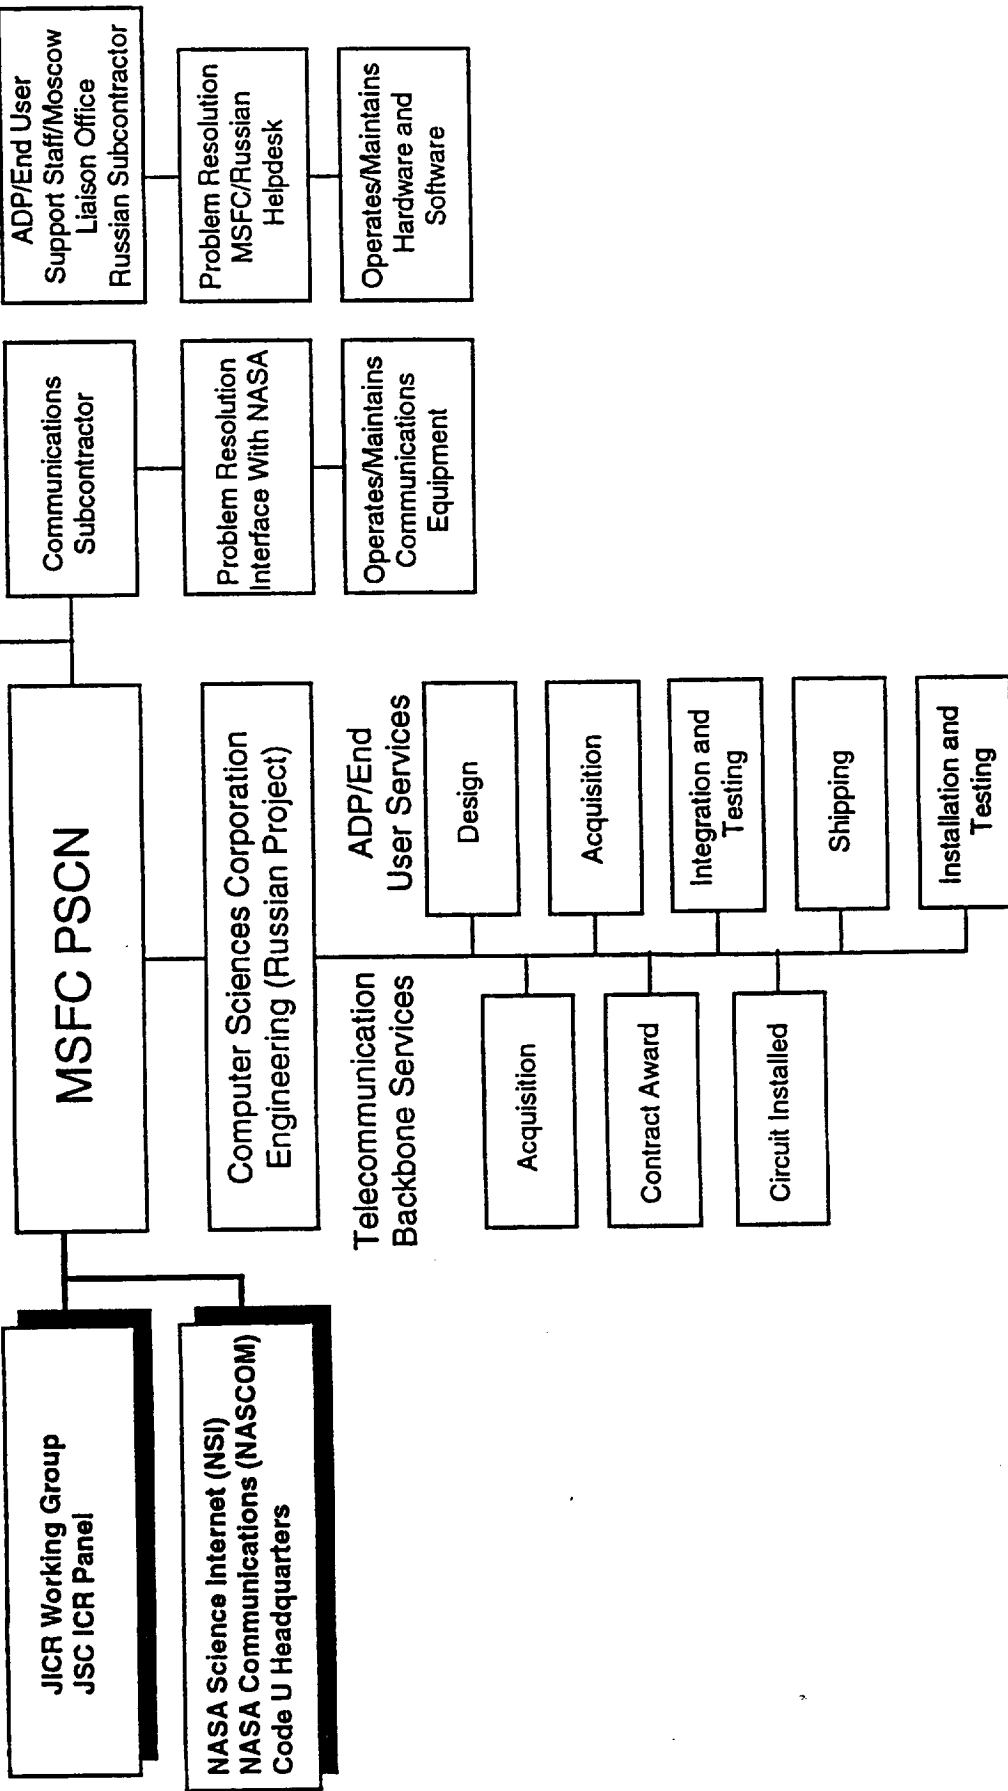 JICR Working Group
JSC ICR Panel
NASA Science Internet (NSI)
NASA Communications (NASCOM)
Code U Headquarters
MSFC PSCN
Computer Sciences Corporation
Engineering (Russian Project)
Telecommunication
Backbone Services
Acquisition
Contract Award
Circuit Installed
ADP/End
User Services
Design
Acquisition
Integration and
Testing
Shipping
Installation and
Testing
Communications
Subcontractor
Problem Resolution
Interface With NASA
Operates/Maintains
Communications
Equipment
ADP/End User
Support Staff/Moscow
Liaison Office
Russian Subcontractor
Problem Resolution
MSFC/Russian
Helpdesk
Operates/Maintains
Hardware and
Software